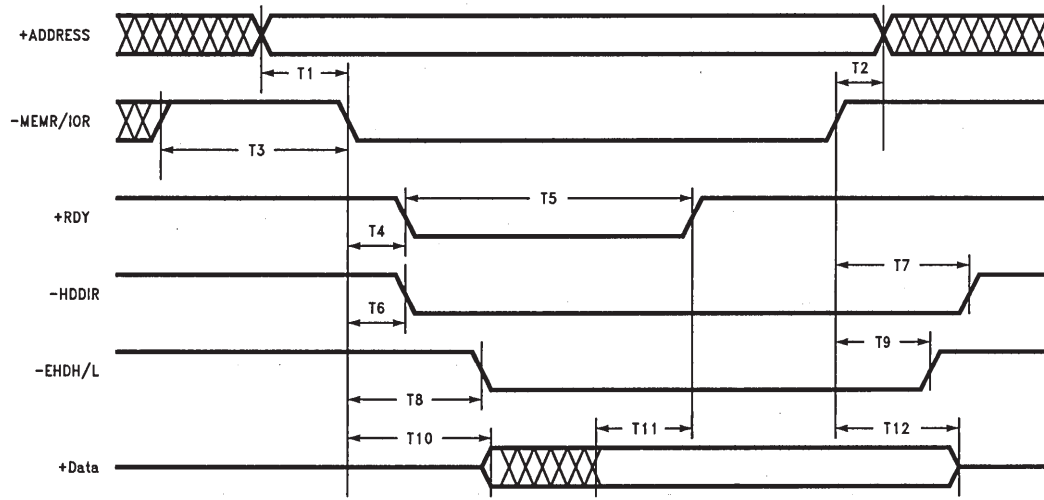 +ADDRESS
T1
T2
-MEMR/IOR
T3
+RDY
T5
T4
-HDDIR
T7
T6
-EHDH/L
T9
T8
T10
T11
T12
+Data